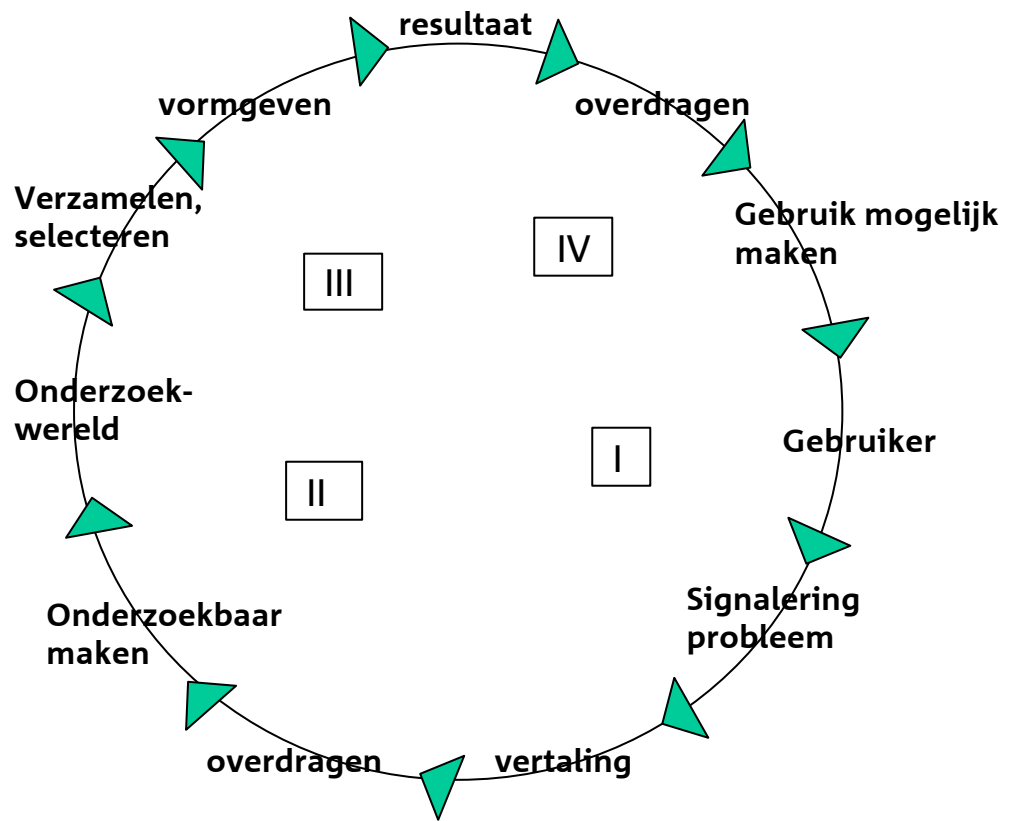 resultaat
overdragen
Gebruik mogelijk
maken
Gebruiker
Signalering
probleem
vertaling
overdragen
Onderzoekbaar
maken
Onderzoek-
wereld
Verzamelen,
selecteren
vormgeven
I
II
III
IV